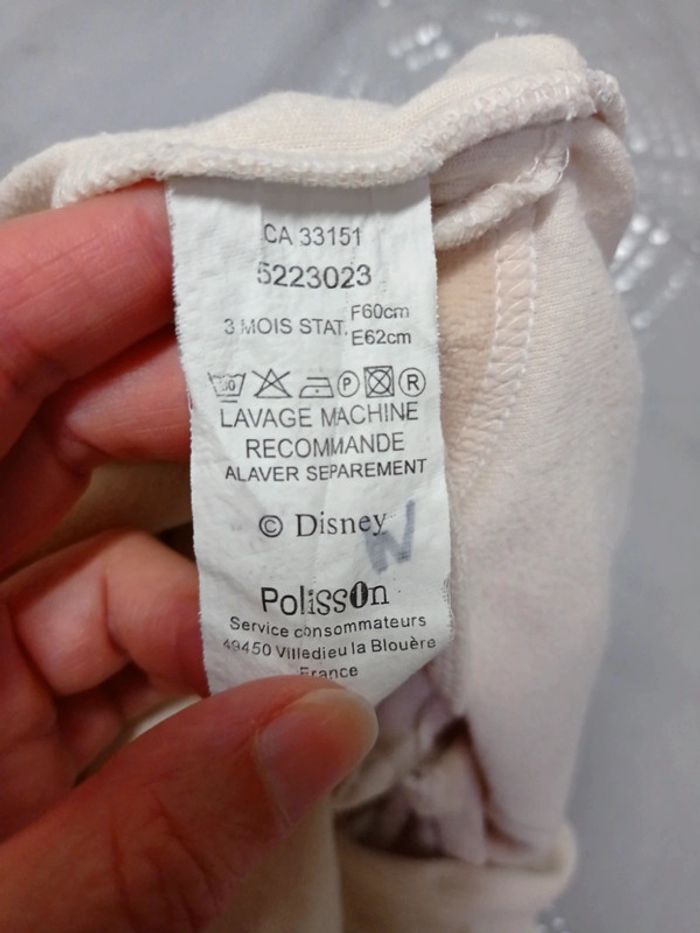 CA 33151
5223023
3 MOIS STAT. F60cm
E62cm
P R
LAVAGE MACHINE
RECOMMANDE
ALAVER SEPAREMENT
© Disney
W
Polisson
Service consommateurs
49450 Villedieu la Blouère
France